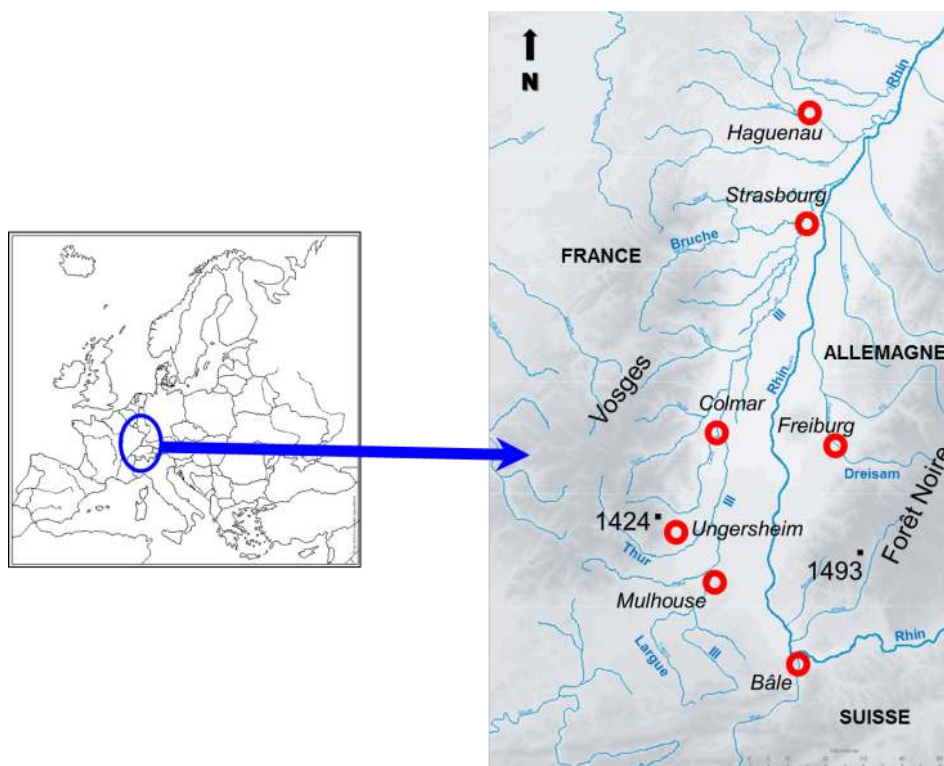 N
Rhin
Haguenau
Strasbourg
Bruche
FRANCE
Ill
ALLEMAGNE
Vosges
Rhin
Colmar
Freiburg
Dreisam
Forêt Noire
Ill
1424
Ungersheim
Thur
1493
Mulhouse
Largue
Ill
Rhin
Bâle
SUISSE